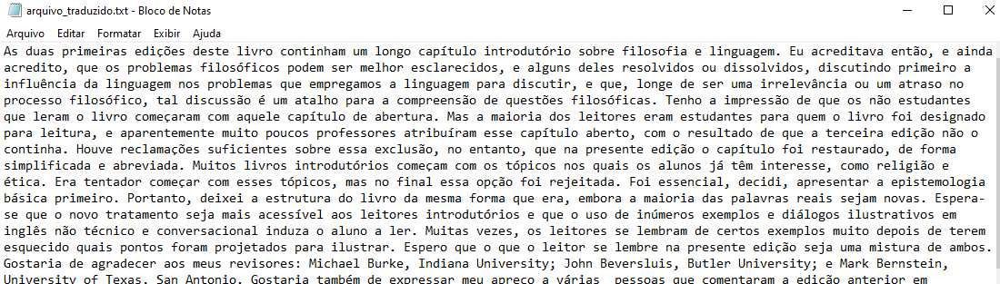 arquivo_traduzido.txt - Bloco de Notas
Arquivo Editar Formatar Exibir Ajuda
As duas primeiras edições deste livro continham um longo capítulo introdutório sobre filosofia e linguagem. Eu acreditava então, e ainda
acredito, que os problemas filosóficos podem ser melhor esclarecidos, e alguns deles resolvidos ou dissolvidos, discutindo primeiro a
influência da linguagem nos problemas que empregamos a linguagem para discutir, e que, longe de ser uma irrelevância ou um atraso no
processo filosófico, tal discussão é um atalho para a compreensão de questões filosóficas. Tenho a impressão de que os não estudantes
que leram o livro começaram com aquele capítulo de abertura. Mas a maioria dos leitores eram estudantes para quem o livro foi designado
para leitura, e aparentemente muito poucos professores atribuíram esse capítulo aberto, com o resultado de que a terceira edição não o
continha. Houve reclamações suficientes sobre essa exclusão, no entanto, que na presente edição o capítulo foi restaurado, de forma
simplificada e abreviada. Muitos livros introdutórios começam com os tópicos nos quais os alunos já têm interesse, como religião e
ética. Era tentador começar com esses tópicos, mas no final essa opção foi rejeitada. Foi essencial, decidi, apresentar a epistemologia
básica primeiro. Portanto, deixei a estrutura do livro da mesma forma que era, embora a maioria das palavras reais sejam novas. Espera-
se que o novo tratamento seja mais acessível aos leitores introdutórios e que o uso de inúmeros exemplos e diálogos ilustrativos em
inglês não técnico e conversacional induza o aluno a ler. Muitas vezes, os leitores se lembram de certos exemplos muito depois de terem
esquecido quais pontos foram projetados para ilustrar. Espero que o que o leitor se lembre na presente edição seja uma mistura de ambos.
Gostaria de agradecer aos meus revisores: Michael Burke, Indiana University; John Beversluis, Butler University; e Mark Bernstein,
University of Texas. San Antonio. Gostaria também de expressar meu apreço a várias  pessoas que comentaram a edição anterior em